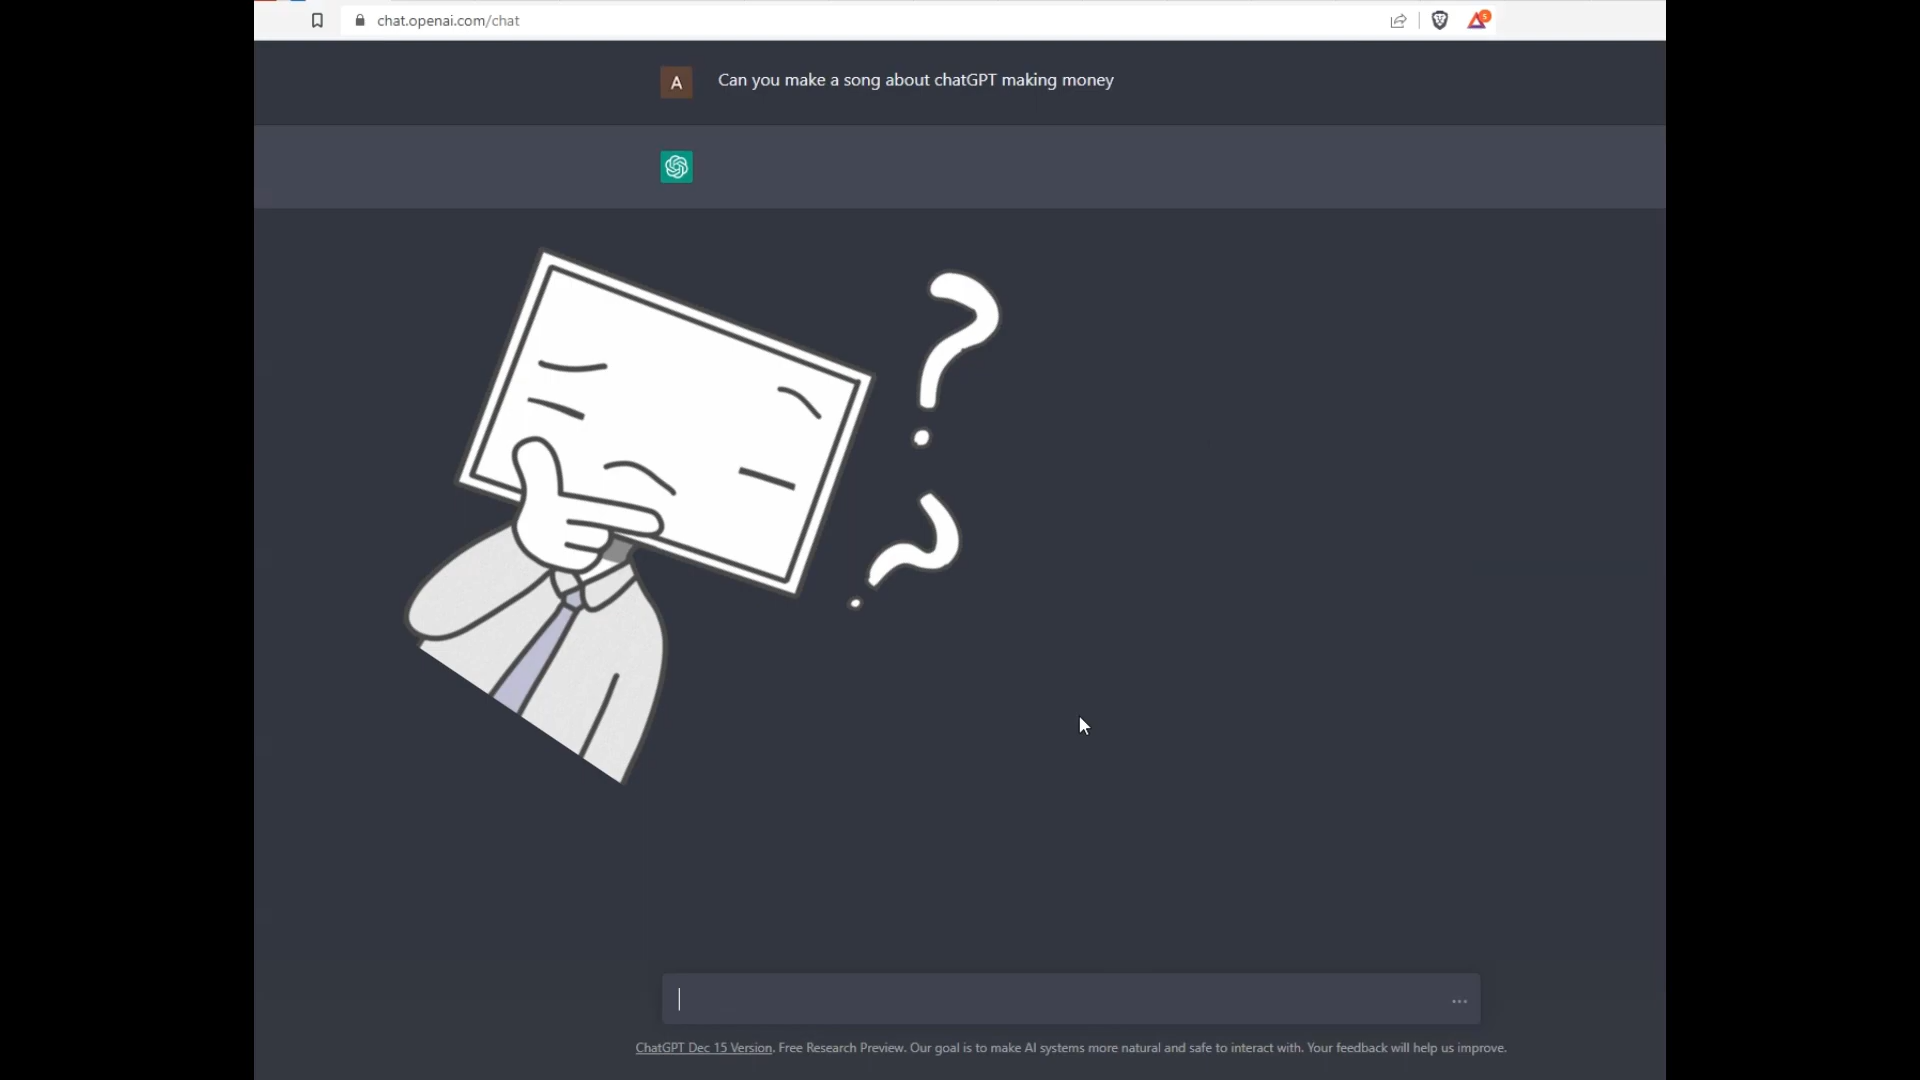 chat.openai.com/chat
5
A
Can you make a song about chatGPT making money
?
?
ChatGPT Dec 15 Version. Free Research Preview. Our goal is to make AI systems more natural and safe to interact with. Your feedback will help us improve.